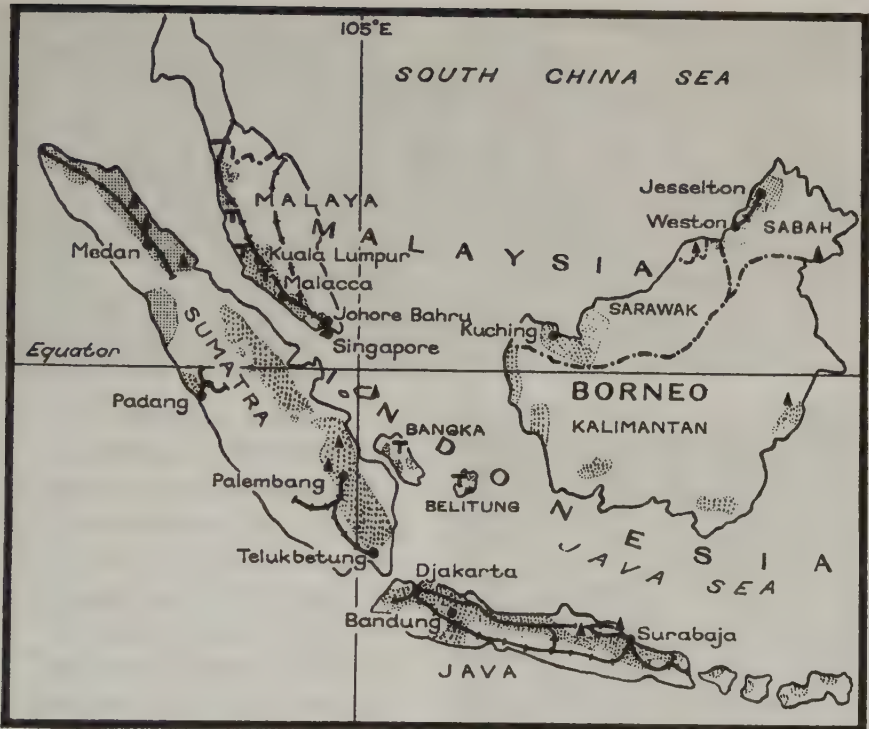 105°E
SOUTH CHINA SEA
MALAYA
MALAYSIA
Jesselton
Weston
SABAH
Medan
Kuala Lumpur
Malacca
SARAWAK
Johore Bahru
Kuching
Singapore
SUMATRA
Equator
BORNEO
Padang
KALIMANTAN
INDONESIA
BANGKA
T
Palembang
T
BELITUNG
JAVA SEA
Telukbetung
Djakarta
Bandung
Surabaja
JAVA